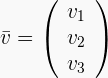 v̄ = ( v₁
v₂
v₃ )